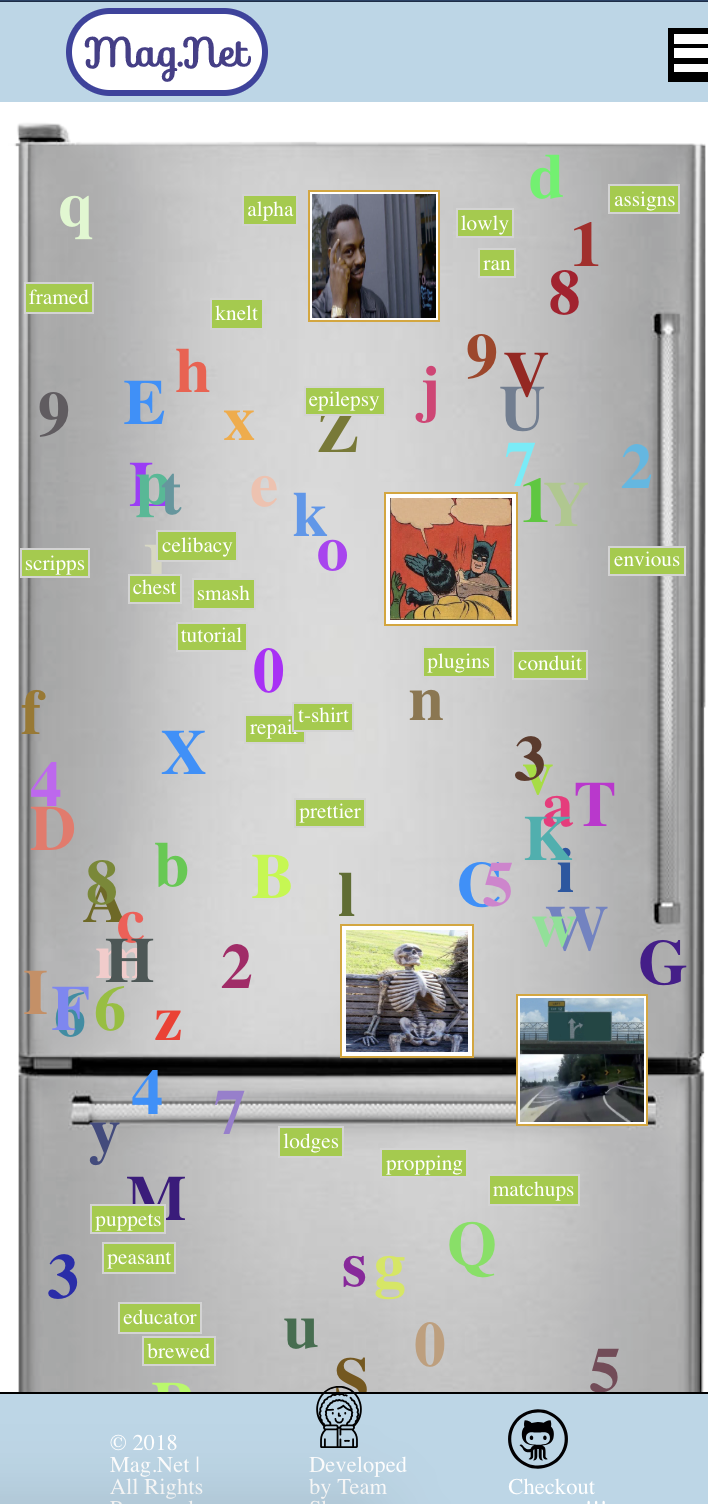 Mag.Net
d
q
alpha
assigns
lowly
1
ran
8
framed
knelt
9
V
h
j
E
U
9
x
epilepsy
Z
7
2
L
p
t
e
1
Y
k
celibacy
o
scripps
envious
chest
smash
tutorial
0
plugins
conduit
f
n
t-shirt
repair
X
3
v
4
a
T
prettier
D
K
b
B
i
8
l
C
5
A
c
w
W
m
H
2
G
I
F
6
6
z
4
7
y
lodges
propping
matchups
M
puppets
peasant
Q
3
s
g
educator
u
0
brewed
S
5
© 2018
Mag.Net |
All Rights
Developed
by Team
Checkout